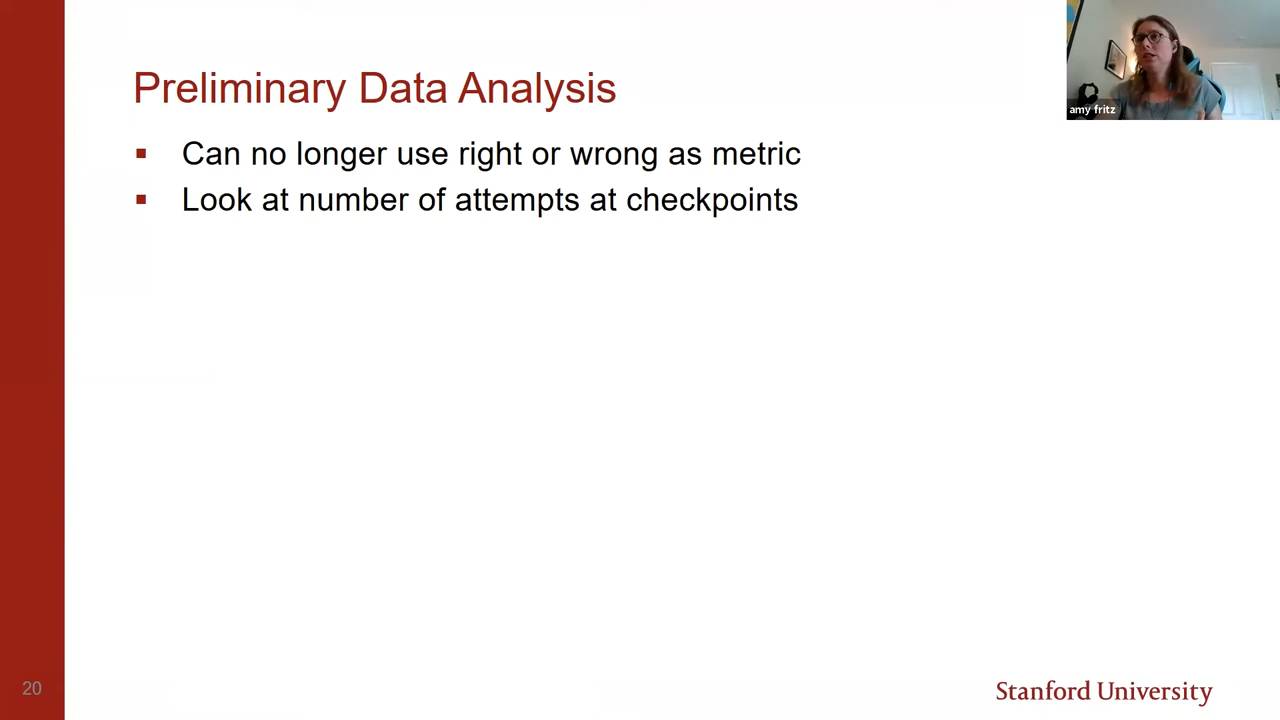 Preliminary Data Analysis
Can no longer use right or wrong as metric
Look at number of attempts at checkpoints
amy fritz
20
Stanford University